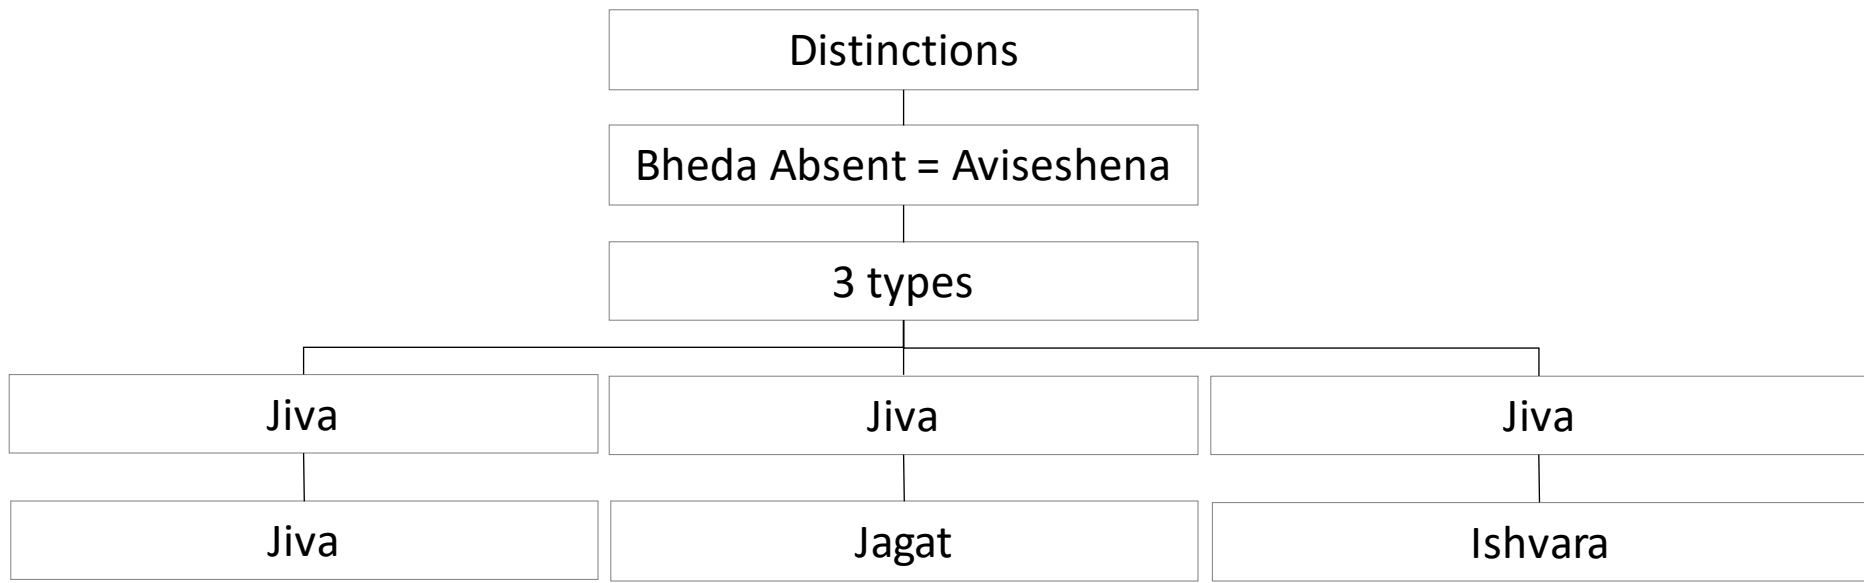 Distinctions
Bheda Absent = Aviseshena
3 types
Jiva
Jiva
Jiva
Jiva
Jagat
Ishvara